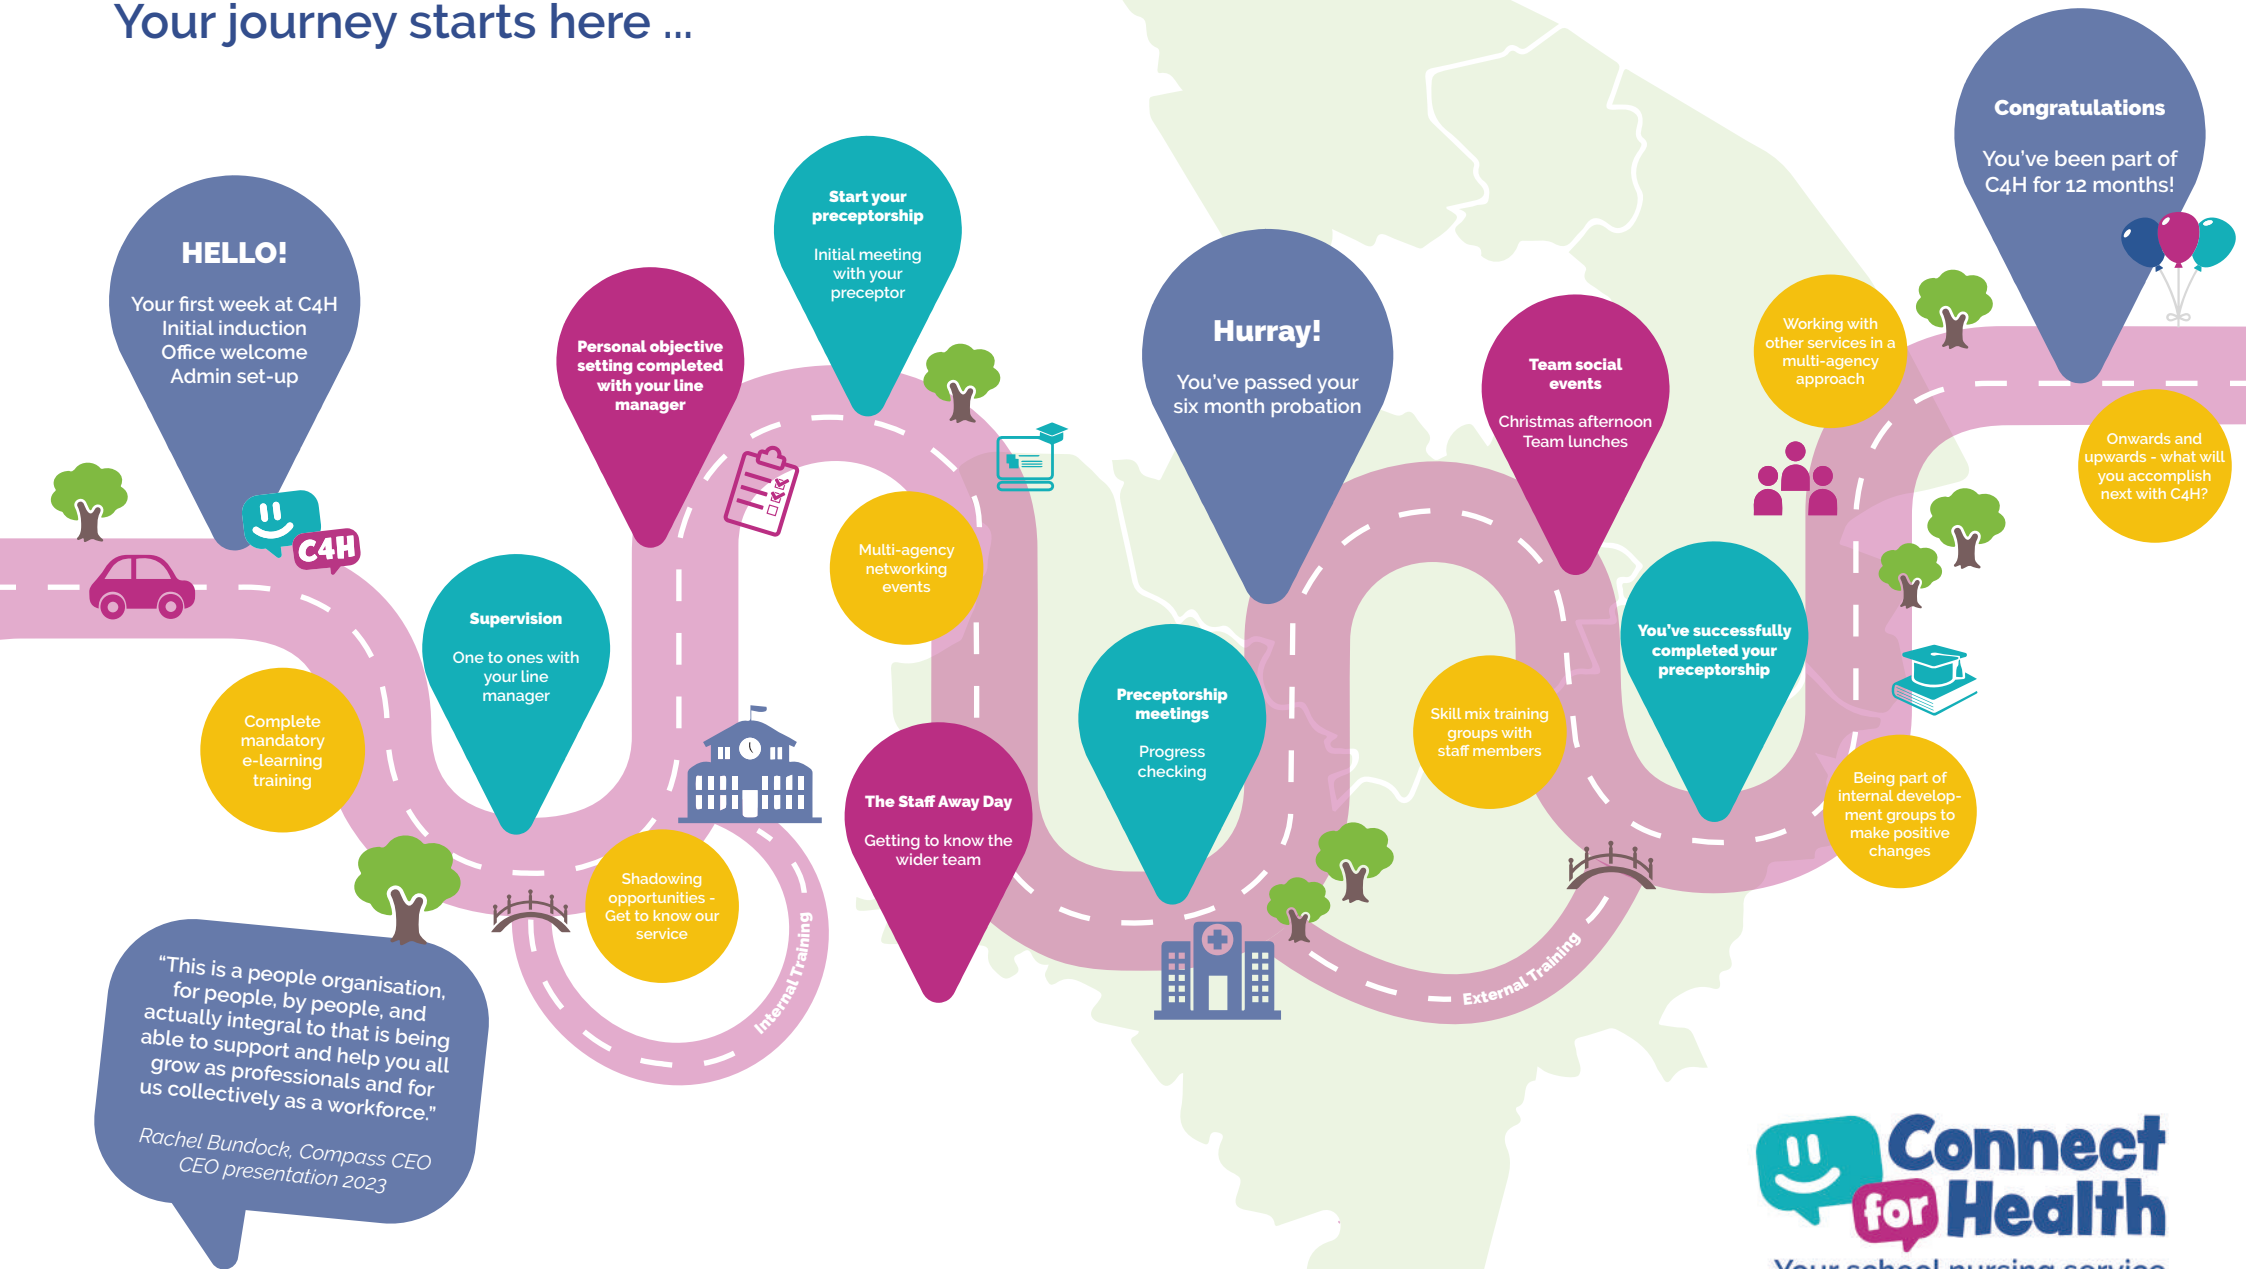 Your journey starts here ...
HELLO!
Your first week at C4H
Initial induction
Office welcome
Admin set-up
C4H
Complete
mandatory
e-learning
training
Supervision
One to ones with
your line
manager
Shadowing
opportunities -
Get to know our
service
Internal Training
Personal objective
setting completed
with your line
manager
Start your
preceptorship
Initial meeting
with your
preceptor
Multi-agency
networking
events
The Staff Away Day
Getting to know the
wider team
Preceptorship
meetings
Progress
checking
External Training
Hurray!
You've passed your
six month probation
Team social
events
Christmas afternoon
Team lunches
Skill mix training
groups with
staff members
You've successfully
completed your
preceptorship
Being part of
internal develop-
ment groups to
make positive
changes
Working with
other services in a
multi-agency
approach
Congratulations
You've been part of
C4H for 12 months!
Onwards and
upwards - what will
you accomplish
next with C4H?
“This is a people organisation,
for people, by people, and
actually integral to that is being
able to support and help you all
grow as professionals and for
us collectively as a workforce.”
Rachel Bundock, Compass CEO
CEO presentation 2023
Connect
for Health
Your school nursing service